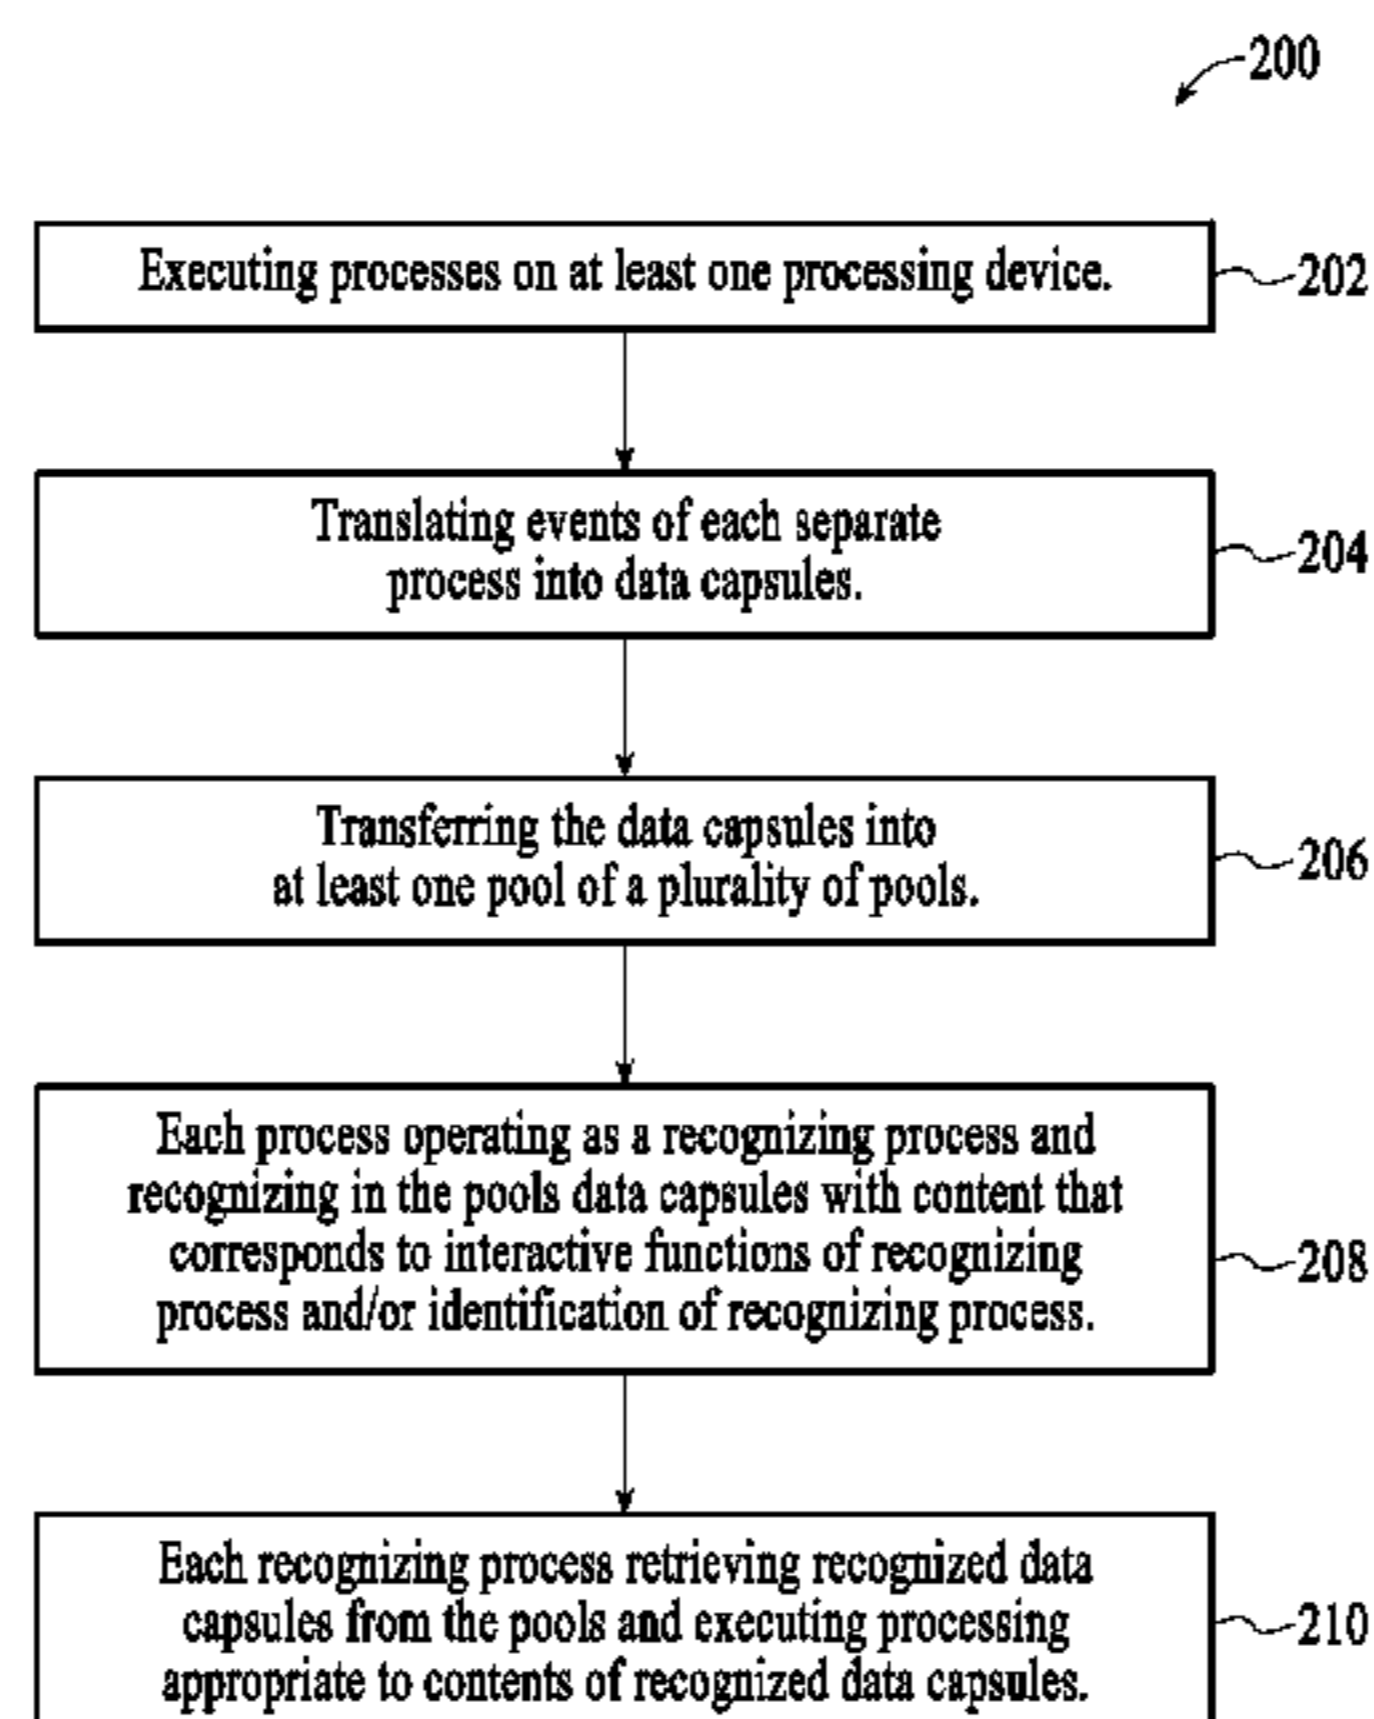 200
Executing processes on at least one processing device.
202
Translating events of each separate
process into data capsules.
204
Transferring the data capsules into
at least one pool of a plurality of pools.
206
Each process operating as a recognizing process and
recognizing in the pools data capsules with content that
corresponds to interactive functions of recognizing
process and/or identification of recognizing process.
208
Each recognizing process retrieving recognized data
capsules from the pools and executing processing
appropriate to contents of recognized data capsules.
210